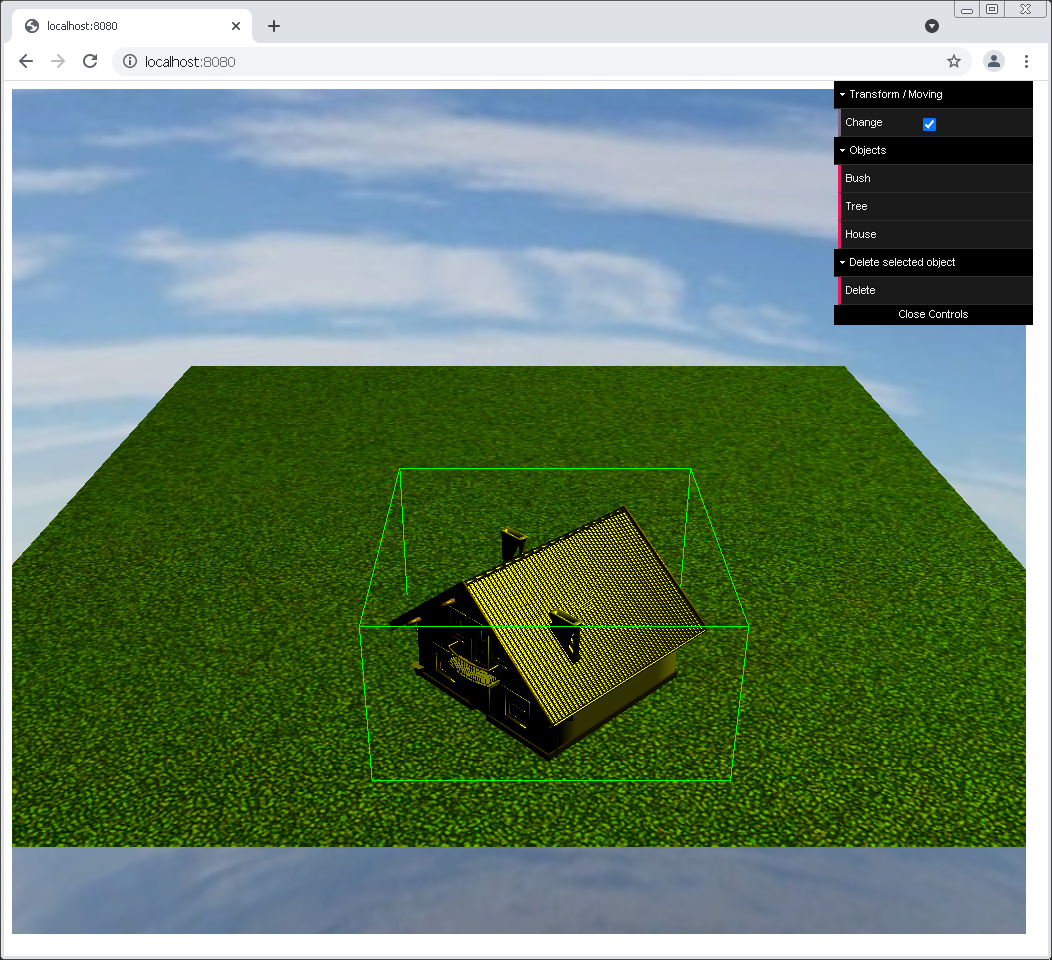 localhost:8080
localhost:8080
Transform / Moving
Change
Objects
Bush
Tree
House
Delete selected object
Delete
Close Controls